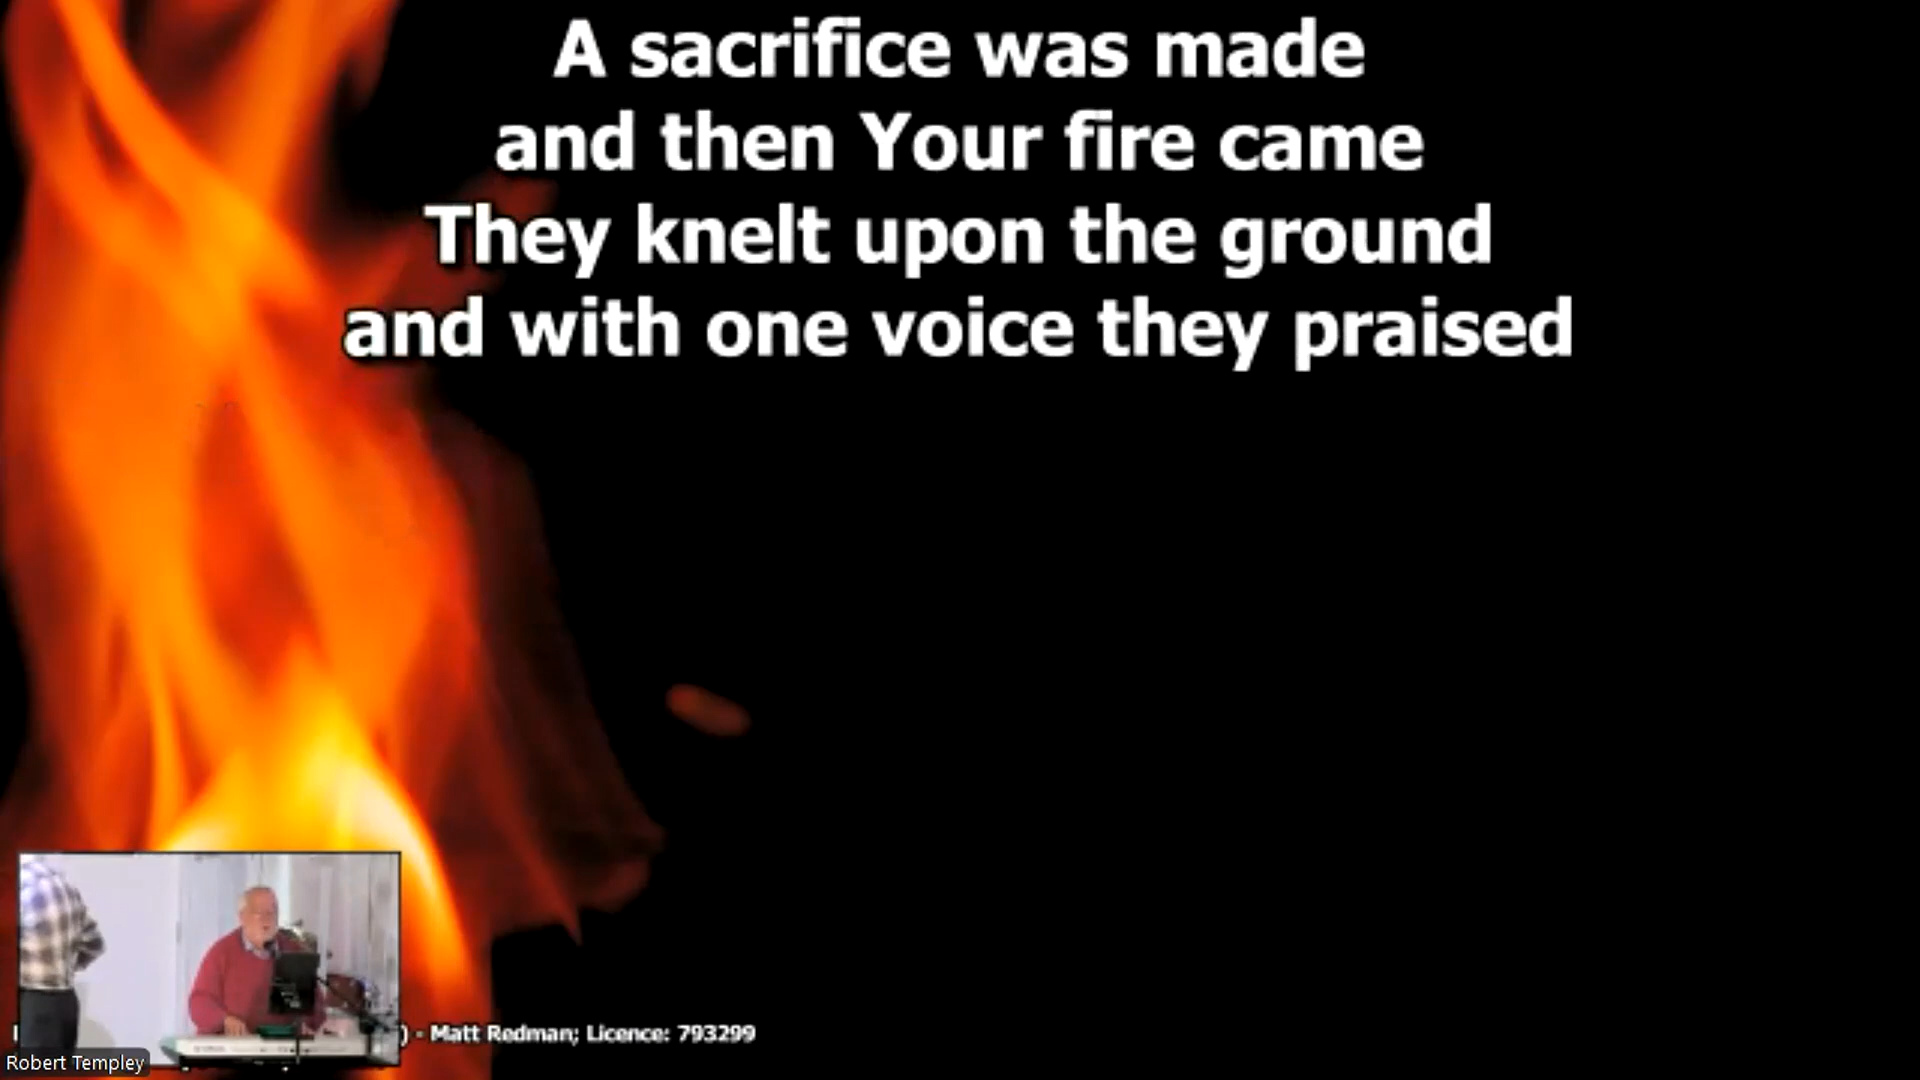 A sacrifice was made
and then Your fire came
They knelt upon the ground
and with one voice they praised
) - Matt Redman; Licence: 793299
Robert Templey